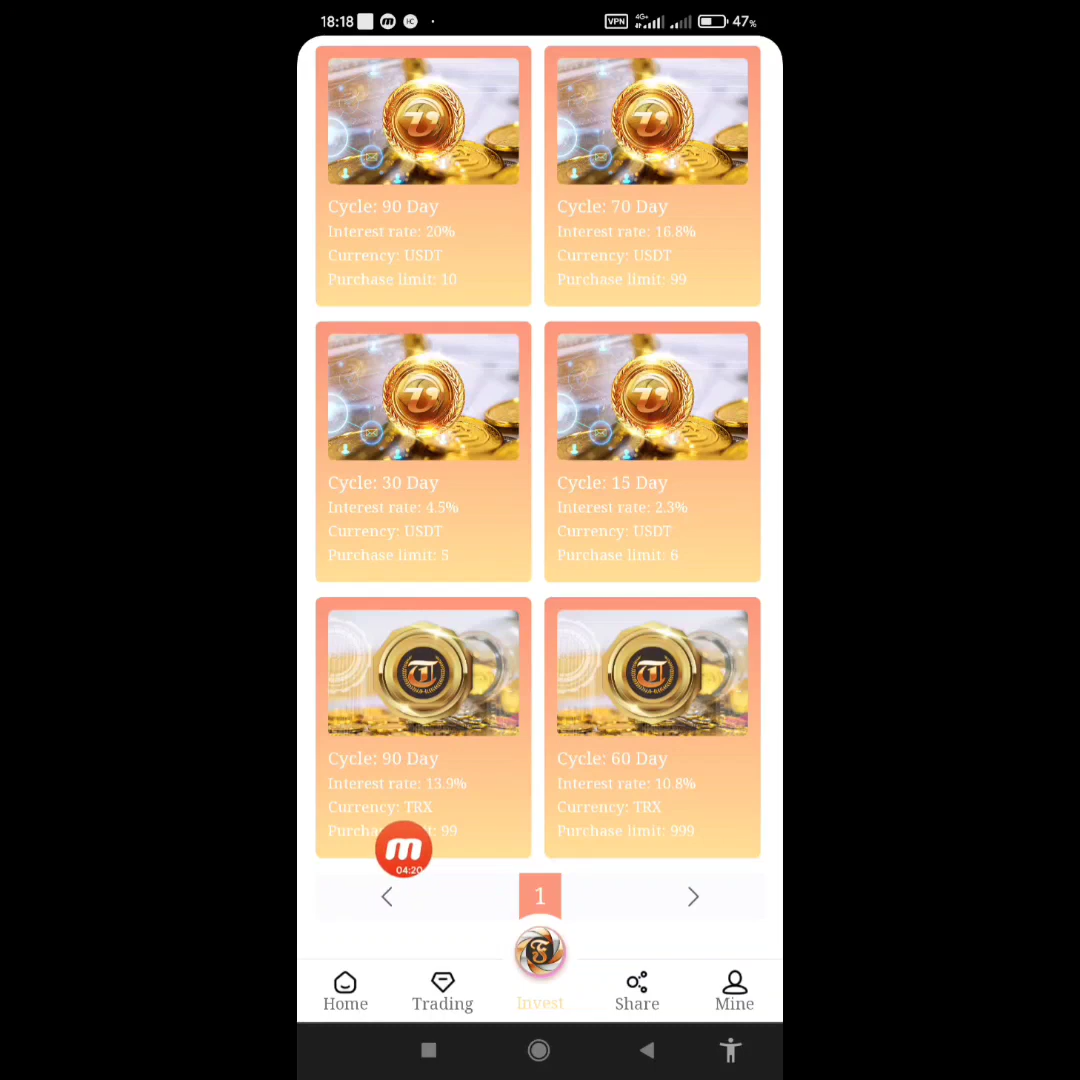 18:18
VPN 4G+ 47%
Cycle: 90 Day
Interest rate: 20%
Currency: USDT
Purchase limit: 10
Cycle: 70 Day
Interest rate: 16.8%
Currency: USDT
Purchase limit: 99
Cycle: 30 Day
Interest rate: 4.5%
Currency: USDT
Purchase limit: 5
Cycle: 15 Day
Interest rate: 2.3%
Currency: USDT
Purchase limit: 6
Cycle: 90 Day
Interest rate: 13.9%
Currency: TRX
Purcha t: 99
04:20
Cycle: 60 Day
Interest rate: 10.8%
Currency: TRX
Purchase limit: 999
1
Home
Trading
Invest
Share
Mine